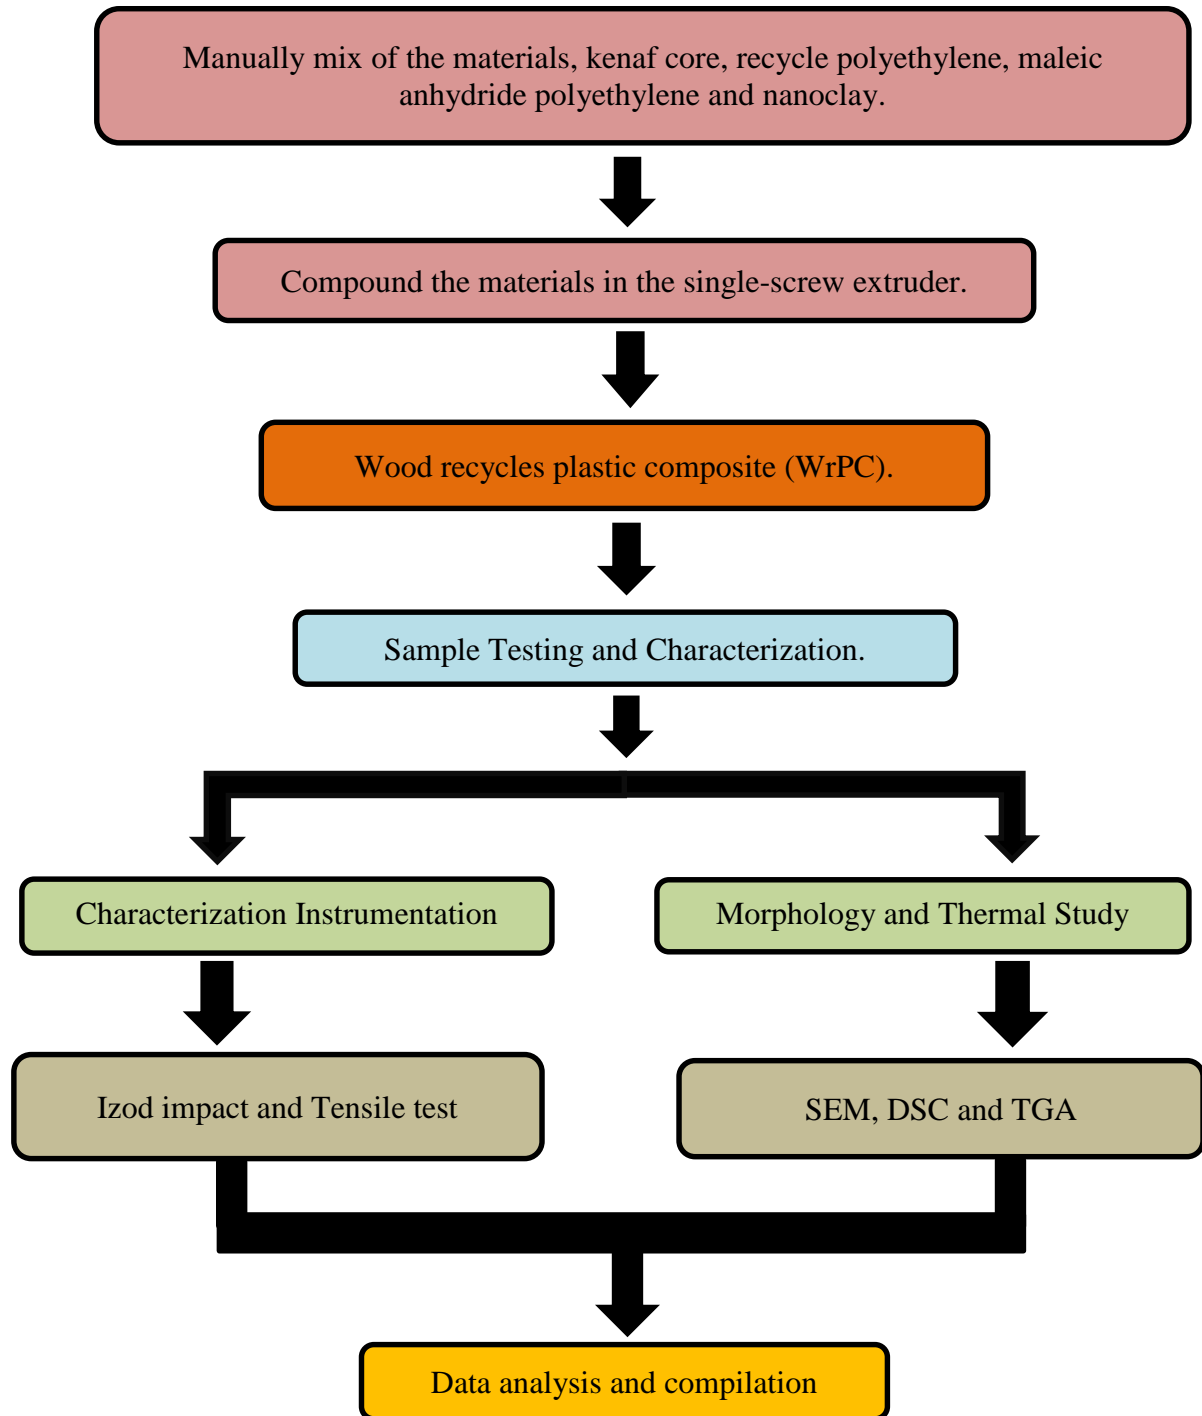 Manually mix of the materials, kenaf core, recycle polyethylene, maleic
anhydride polyethylene and nanoclay.
Compound the materials in the single-screw extruder.
Wood recycles plastic composite (WrPC).
Sample Testing and Characterization.
Characterization Instrumentation
Morphology and Thermal Study
Izod impact and Tensile test
SEM, DSC and TGA
Data analysis and compilation